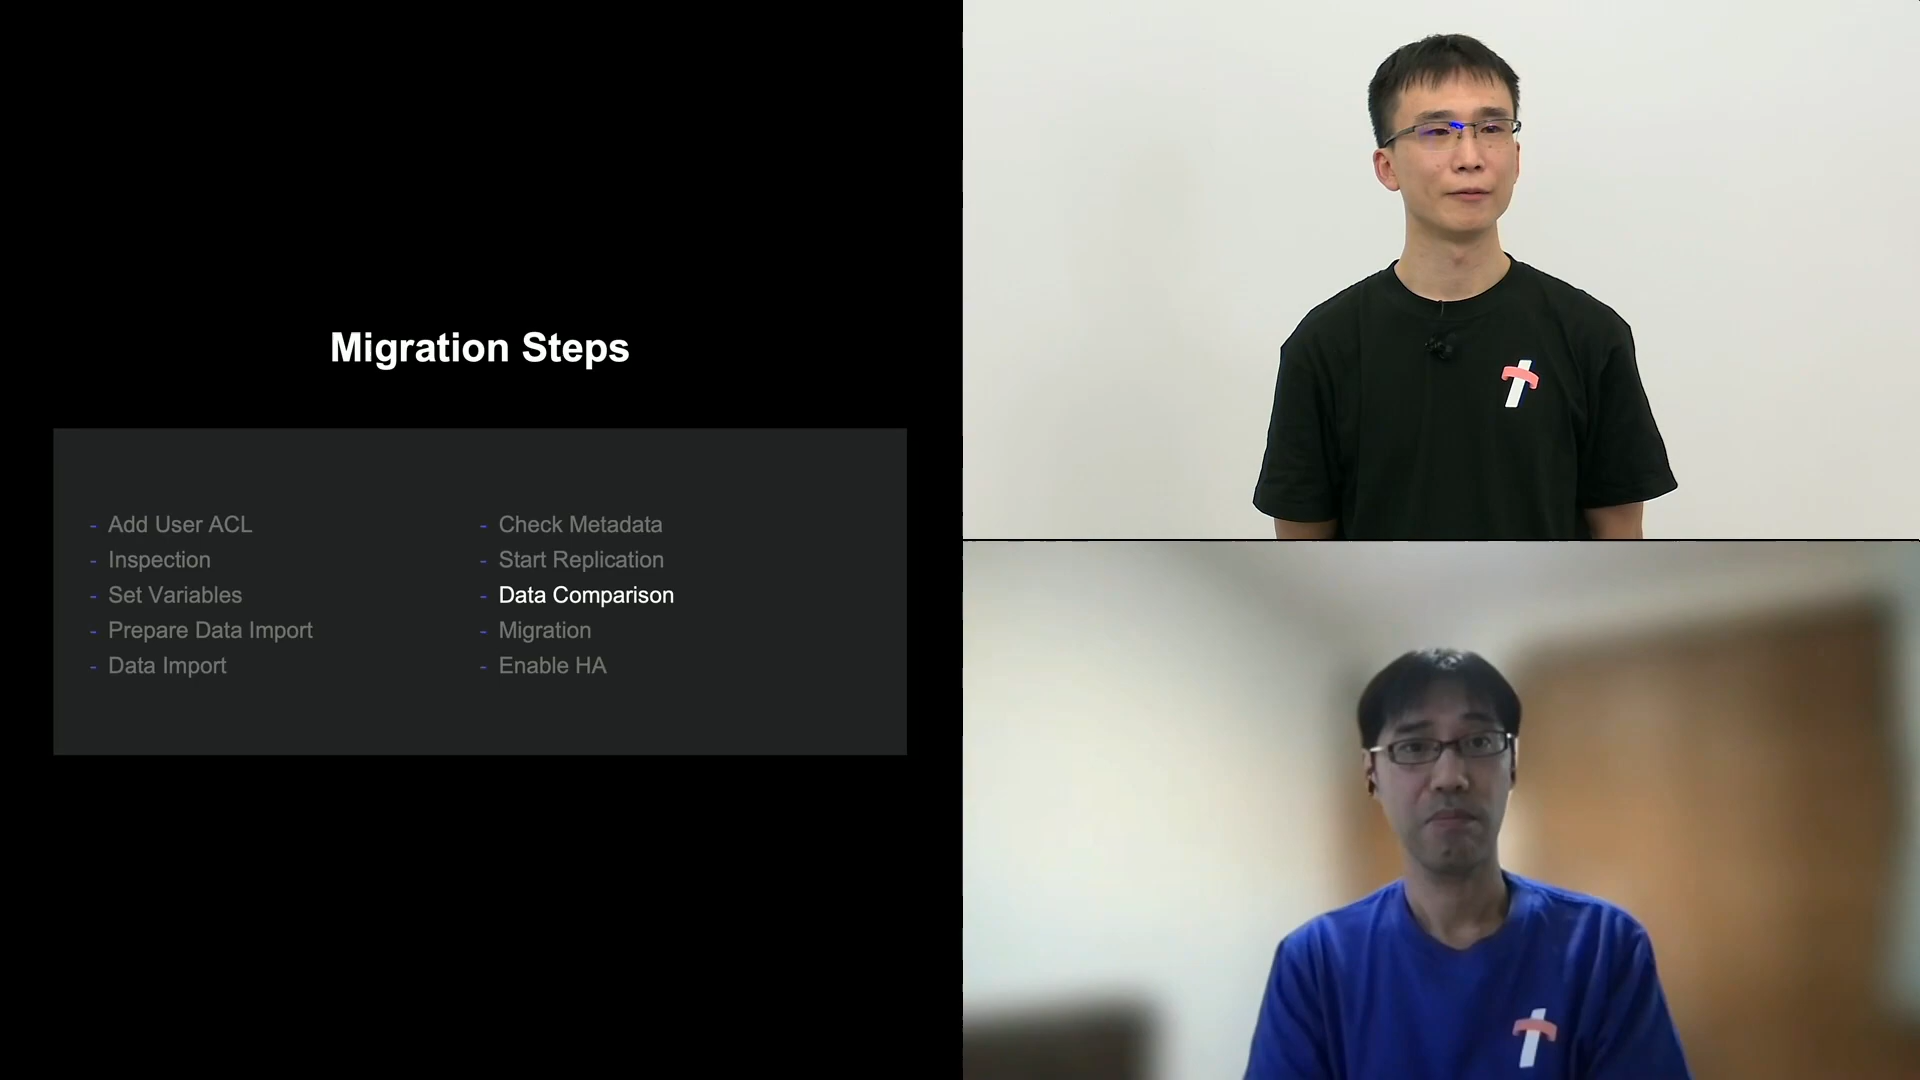 Migration Steps
- Add User ACL
- Inspection
- Set Variables
- Prepare Data Import
- Data Import
- Check Metadata
- Start Replication
- Data Comparison
- Migration
- Enable HA